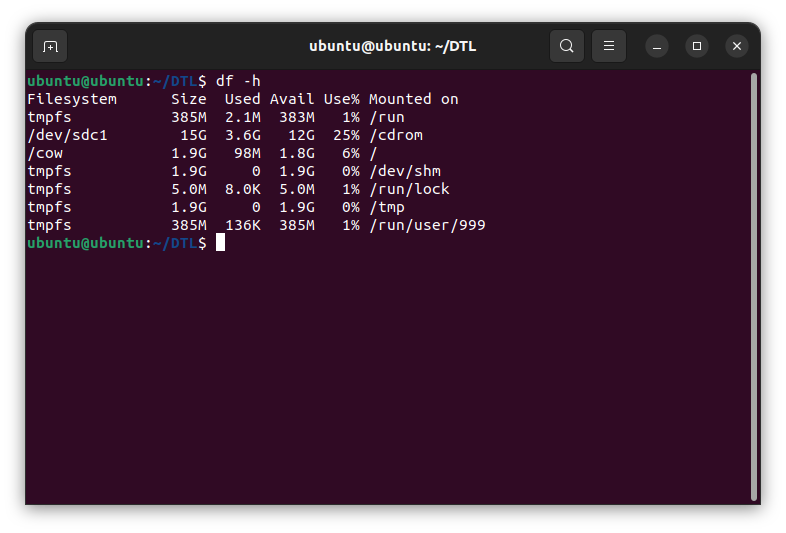 ubuntu@ubuntu: ~/DTL
ubuntu@ubuntu:~/DTL$ df -h
Filesystem      Size  Used Avail Use% Mounted on
tmpfs           385M  2.1M  383M   1% /run
/dev/sdc1        15G  3.6G   12G  25% /cdrom
/cow            1.9G   98M  1.8G   6% /
tmpfs           1.9G     0  1.9G   0% /dev/shm
tmpfs           5.0M  8.0K  5.0M   1% /run/lock
tmpfs           1.9G     0  1.9G   0% /tmp
tmpfs           385M  136K  385M   1% /run/user/999
ubuntu@ubuntu:~/DTL$